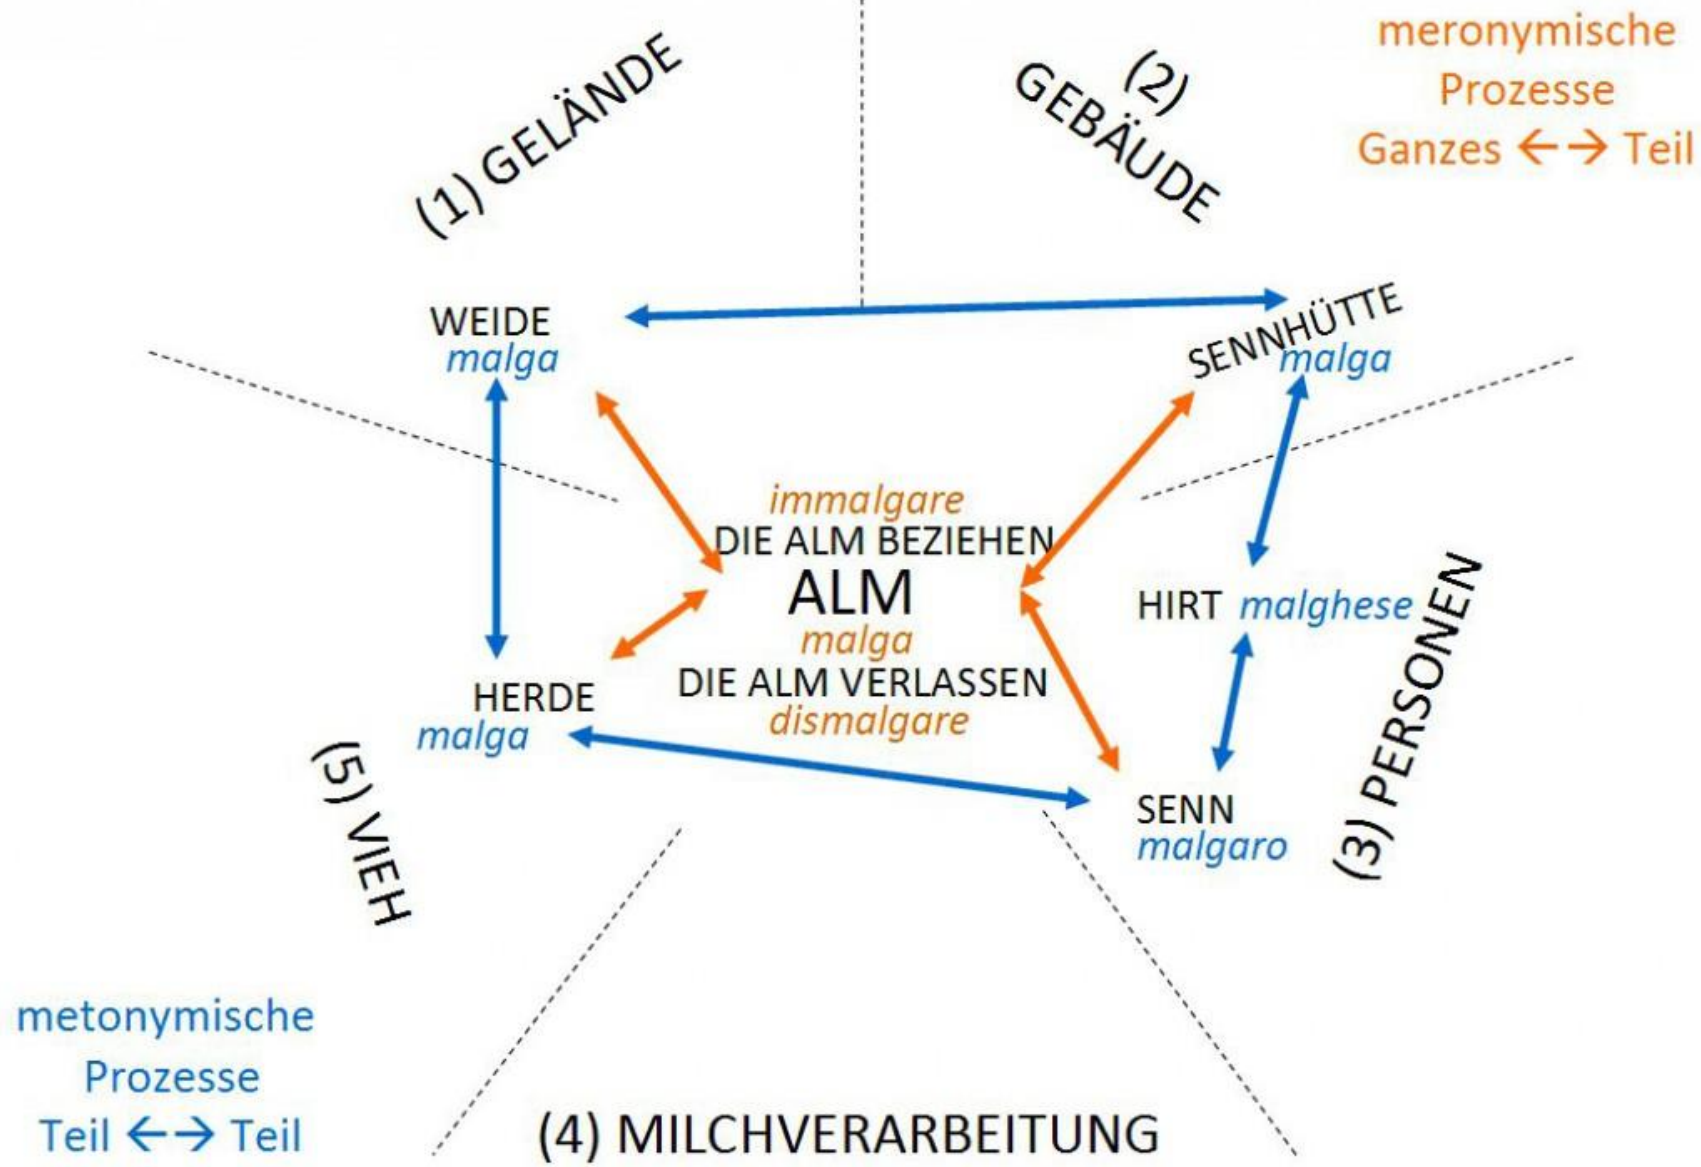 (1) GELÄNDE
(2)
GEBÄUDE
meronymische
Prozesse
Ganzes ←→ Teil
WEIDE
malga
SENNHÜTTE
malga
immalgare
DIE ALM BEZIEHEN
ALM
malga
DIE ALM VERLASSEN
dismalgare
HIRT malghese
(3) PERSONEN
HERDE
malga
SENN
malgaro
(5) VIEH
metonymische
Prozesse
Teil ←→ Teil
(4) MILCHVERARBEITUNG